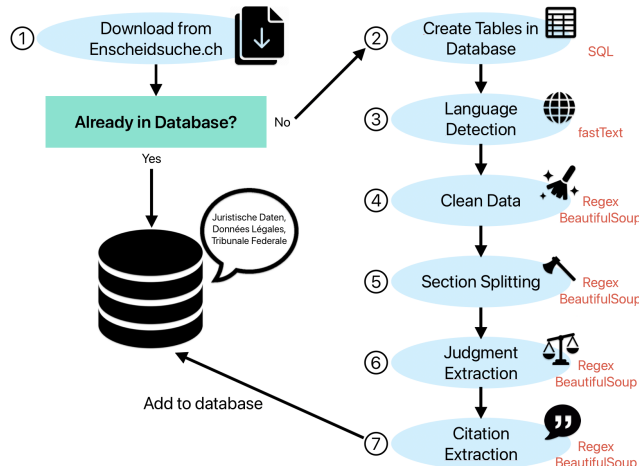 1
Download from
Enscheidsuche.ch
Already in Database?
No
Yes
Juristische Daten,
Données Légales,
Tribunale Federale
Add to database
2
Create Tables in
Database
SQL
3
Language
Detection
fastText
4
Clean Data
Regex
BeautifulSoup
5
Section Splitting
Regex
BeautifulSoup
6
Judgment
Extraction
Regex
BeautifulSoup
7
Citation
Extraction
Regex
BeautifulSoup